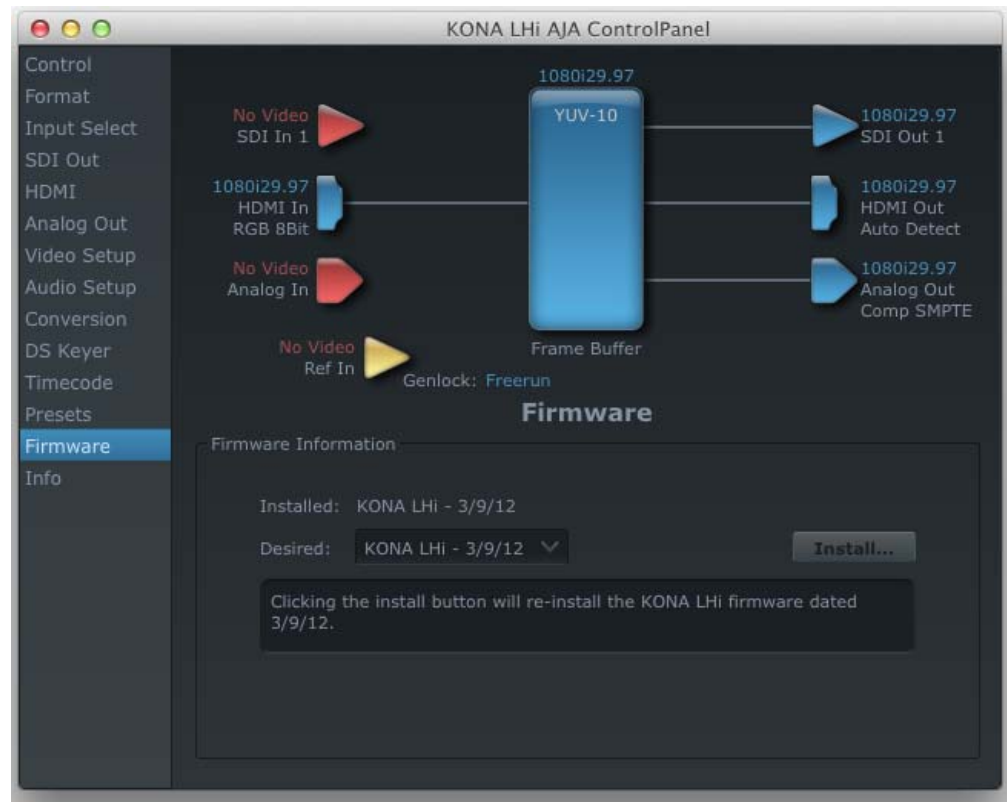 KONA LHi AJA ControlPanel
Control
Format
Input Select
SDI Out
HDMI
Analog Out
Video Setup
Audio Setup
Conversion
DS Keyer
Timecode
Presets
Firmware
Info
1080i29.97
YUV-10
Frame Buffer
No Video
SDI In 1
1080i29.97
HDMI In
RGB 8Bit
No Video
Analog In
No Video
Ref In
Genlock: Freerun
1080i29.97
SDI Out 1
1080i29.97
HDMI Out
Auto Detect
1080i29.97
Analog Out
Comp SMPTE
Firmware
Firmware Information
Installed: KONA LHi - 3/9/12
Desired: KONA LHi - 3/9/12
Install...
Clicking the install button will re-install the KONA LHi firmware dated
3/9/12.